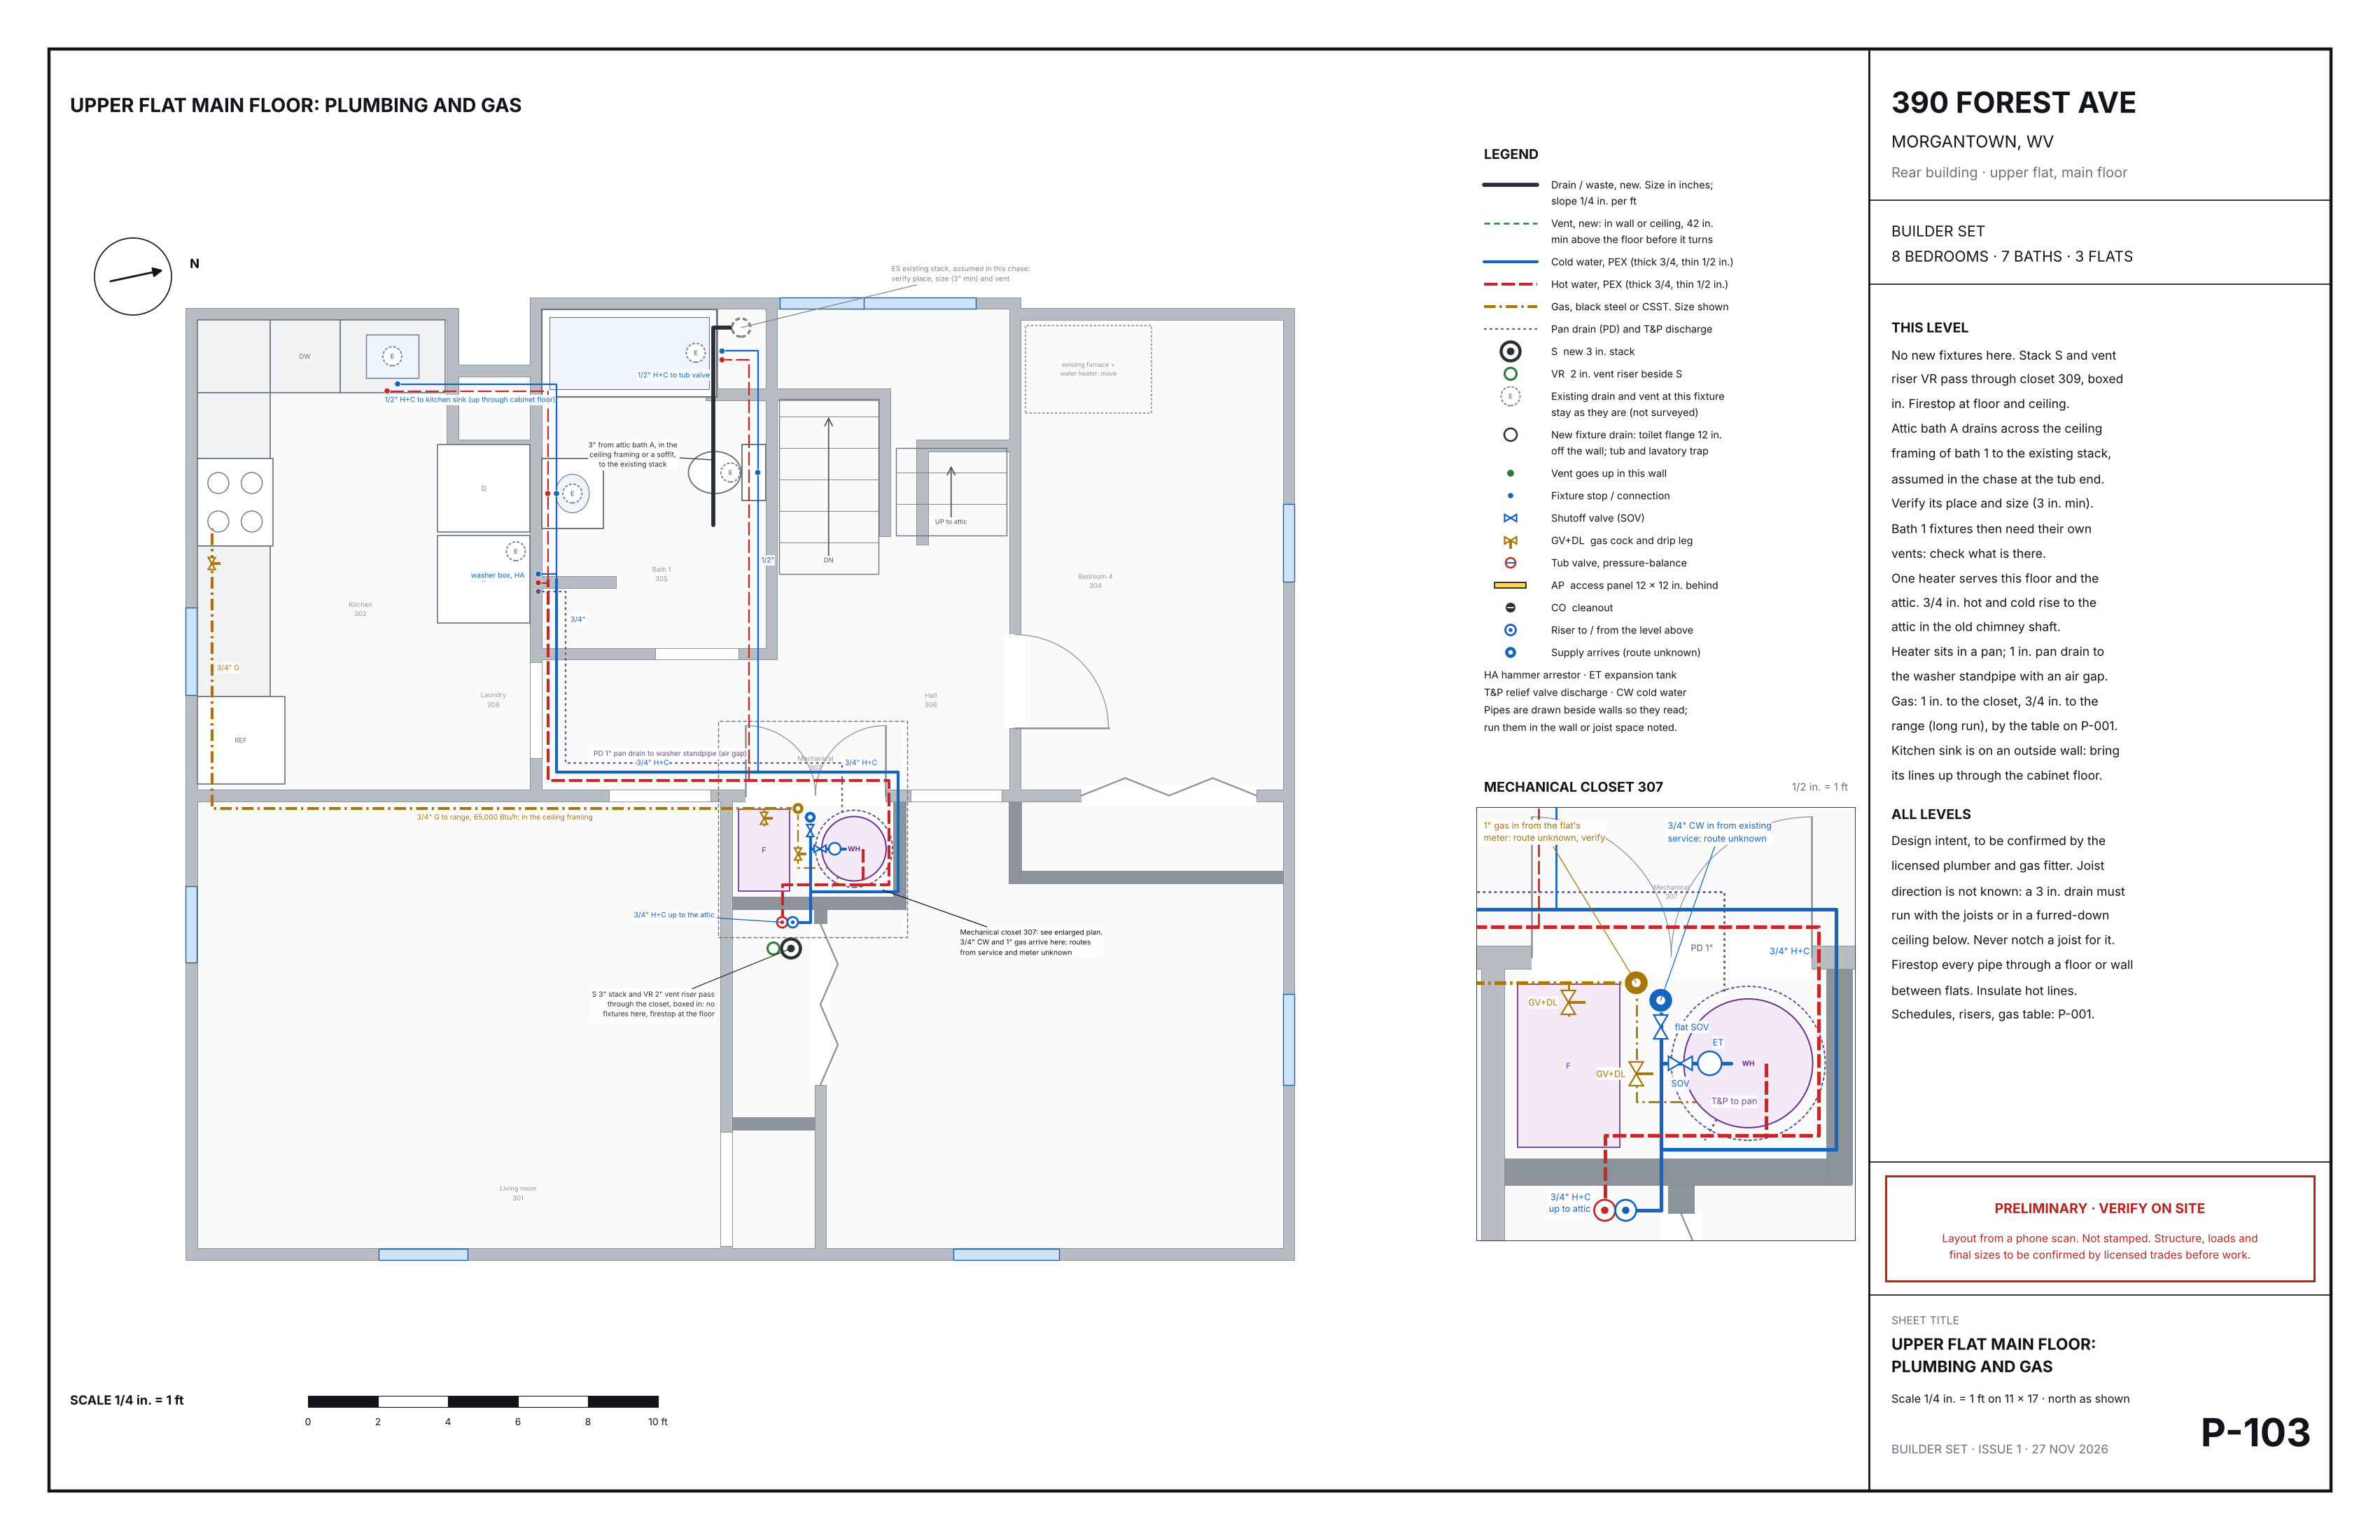 UPPER FLAT MAIN FLOOR: PLUMBING AND GAS
N
ES existing stack, assumed in this chase:
verify place, size (3" min) and vent
DW
E
E
1/2" H+C to tub valve
1/2" H+C to kitchen sink (up through cabinet floor)
existing furnace +
water heater: move
3" from attic bath A, in the
ceiling framing or a soffit,
to the existing stack
E
E
D
UP to attic
E
DN
1/2"
washer box, HA
Bath 1
305
Bedroom 4
304
Kitchen
302
3/4"
3/4" G
Laundry
308
Hall
306
REF
PD 1" pan drain to washer standpipe (air gap)
3/4" H+C
Mechanical
307
3/4" H+C
3/4" G to range, 65,000 Btu/h: in the ceiling framing
F
WH
3/4" H+C up to the attic
Mechanical closet 307: see enlarged plan.
3/4" CW and 1" gas arrive here: routes
from service and meter unknown
S 3" stack and VR 2" vent riser pass
through the closet, boxed in: no
fixtures here, firestop at the floor
Living room
301
SCALE 1/4 in. = 1 ft
0
2
4
6
8
10 ft
LEGEND
Drain / waste, new. Size in inches;
slope 1/4 in. per ft
Vent, new: in wall or ceiling, 42 in.
min above the floor before it turns
Cold water, PEX (thick 3/4, thin 1/2 in.)
Hot water, PEX (thick 3/4, thin 1/2 in.)
Gas, black steel or CSST. Size shown
Pan drain (PD) and T&P discharge
S new 3 in. stack
VR 2 in. vent riser beside S
E
Existing drain and vent at this fixture
stay as they are (not surveyed)
New fixture drain: toilet flange 12 in.
off the wall; tub and lavatory trap
Vent goes up in this wall
Fixture stop / connection
Shutoff valve (SOV)
GV+DL gas cock and drip leg
Tub valve, pressure-balance
AP access panel 12 × 12 in. behind
CO cleanout
Riser to / from the level above
Supply arrives (route unknown)
HA hammer arrestor · ET expansion tank
T&P relief valve discharge · CW cold water
Pipes are drawn beside walls so they read;
run them in the wall or joist space noted.
MECHANICAL CLOSET 307
1/2 in. = 1 ft
1" gas in from the flat's
meter: route unknown, verify
3/4" CW in from existing
service: route unknown
Mechanical
307
PD 1"
3/4" H+C
GV+DL
flat SOV
ET
F
WH
GV+DL
SOV
T&P to pan
3/4" H+C
up to attic
390 FOREST AVE
MORGANTOWN, WV
Rear building · upper flat, main floor
BUILDER SET
8 BEDROOMS · 7 BATHS · 3 FLATS
THIS LEVEL
No new fixtures here. Stack S and vent
riser VR pass through closet 309, boxed
in. Firestop at floor and ceiling.
Attic bath A drains across the ceiling
framing of bath 1 to the existing stack,
assumed in the chase at the tub end.
Verify its place and size (3 in. min).
Bath 1 fixtures then need their own
vents: check what is there.
One heater serves this floor and the
attic. 3/4 in. hot and cold rise to the
attic in the old chimney shaft.
Heater sits in a pan; 1 in. pan drain to
the washer standpipe with an air gap.
Gas: 1 in. to the closet, 3/4 in. to the
range (long run), by the table on P-001.
Kitchen sink is on an outside wall: bring
its lines up through the cabinet floor.
ALL LEVELS
Design intent, to be confirmed by the
licensed plumber and gas fitter. Joist
direction is not known: a 3 in. drain must
run with the joists or in a furred-down
ceiling below. Never notch a joist for it.
Firestop every pipe through a floor or wall
between flats. Insulate hot lines.
Schedules, risers, gas table: P-001.
PRELIMINARY · VERIFY ON SITE
Layout from a phone scan. Not stamped. Structure, loads and
final sizes to be confirmed by licensed trades before work.
SHEET TITLE
UPPER FLAT MAIN FLOOR:
PLUMBING AND GAS
Scale 1/4 in. = 1 ft on 11 × 17 · north as shown
BUILDER SET · ISSUE 1 · 27 NOV 2026
P-103